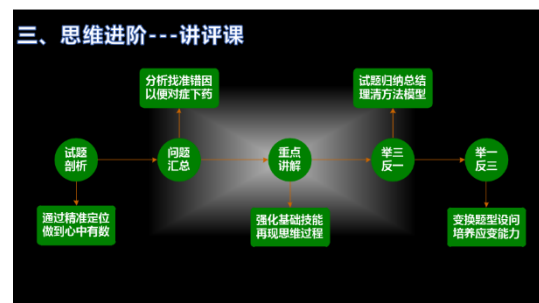 三、思维进阶---讲评课
分析找准错因
以便对症下药
试题归纳总结
理清方法模型
试题
剖析
问题
汇总
重点
讲解
举三
反一
举一
反三
通过精准定位
做到心中有数
强化基础技能
再现思维过程
变换题型设问
培养应变能力